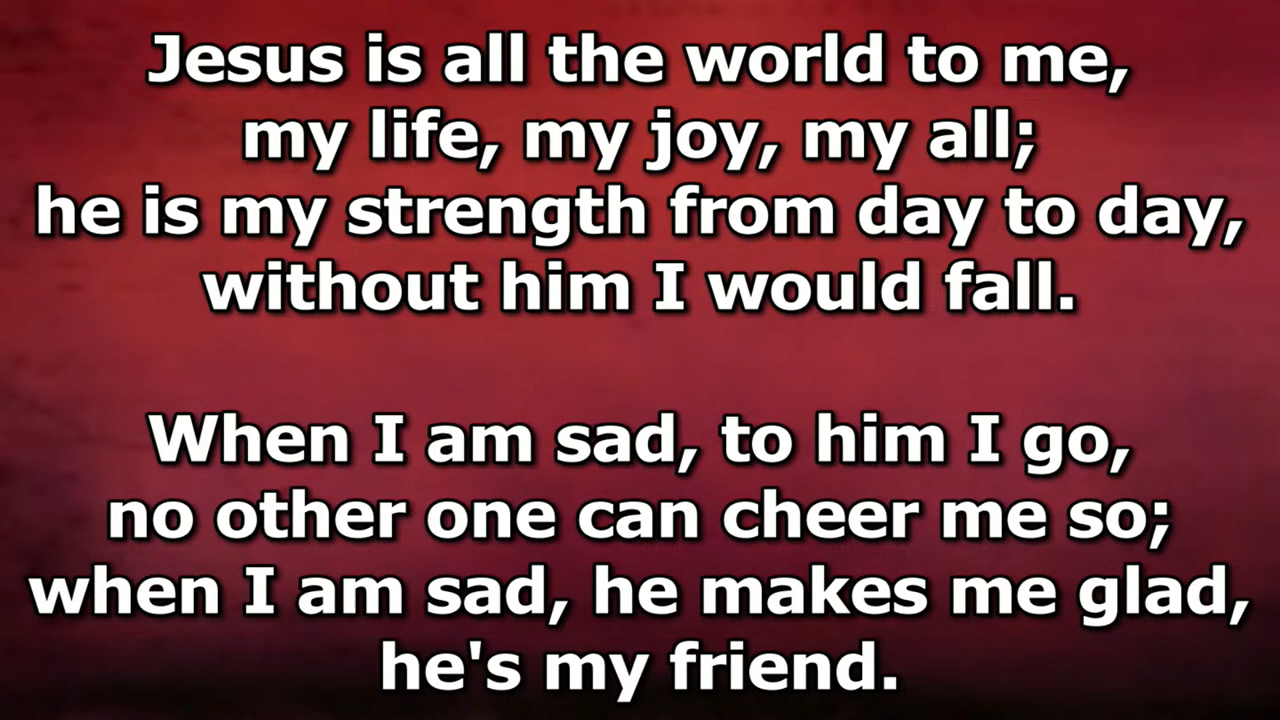 Jesus is all the world to me,
my life, my joy, my all;
he is my strength from day to day,
without him I would fall.
When I am sad, to him I go,
no other one can cheer me so;
when I am sad, he makes me glad,
he's my friend.